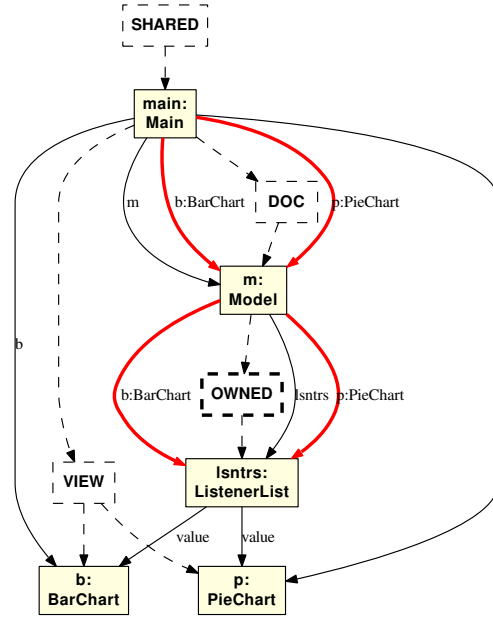 SHARED
main:
Main
m
b:BarChart
DOC
p:PieChart
m:
Model
b
b:BarChart
OWNED
lsntrs
p:PieChart
lsntrs:
ListenerList
VIEW
value
value
b:
BarChart
p:
PieChart